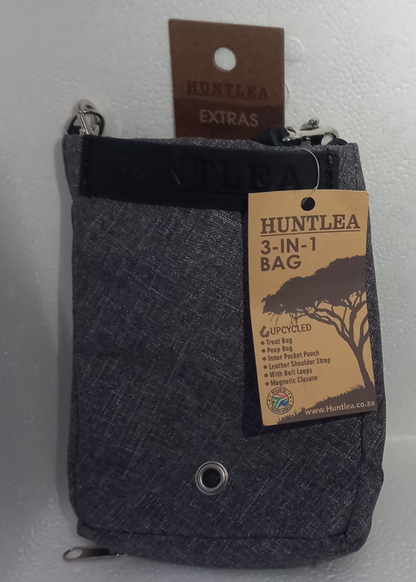 HUNTLEA
EXTRAS
HUNTLEA
HUNTLEA
3-IN-1
BAG
UPCYCLED
• Treat Bag
• Poop Bag
• Inner Pocket Pouch
• Leather Shoulder Strap
• With Belt Loops
• Magnetic Closure
www.Huntlea.co.za